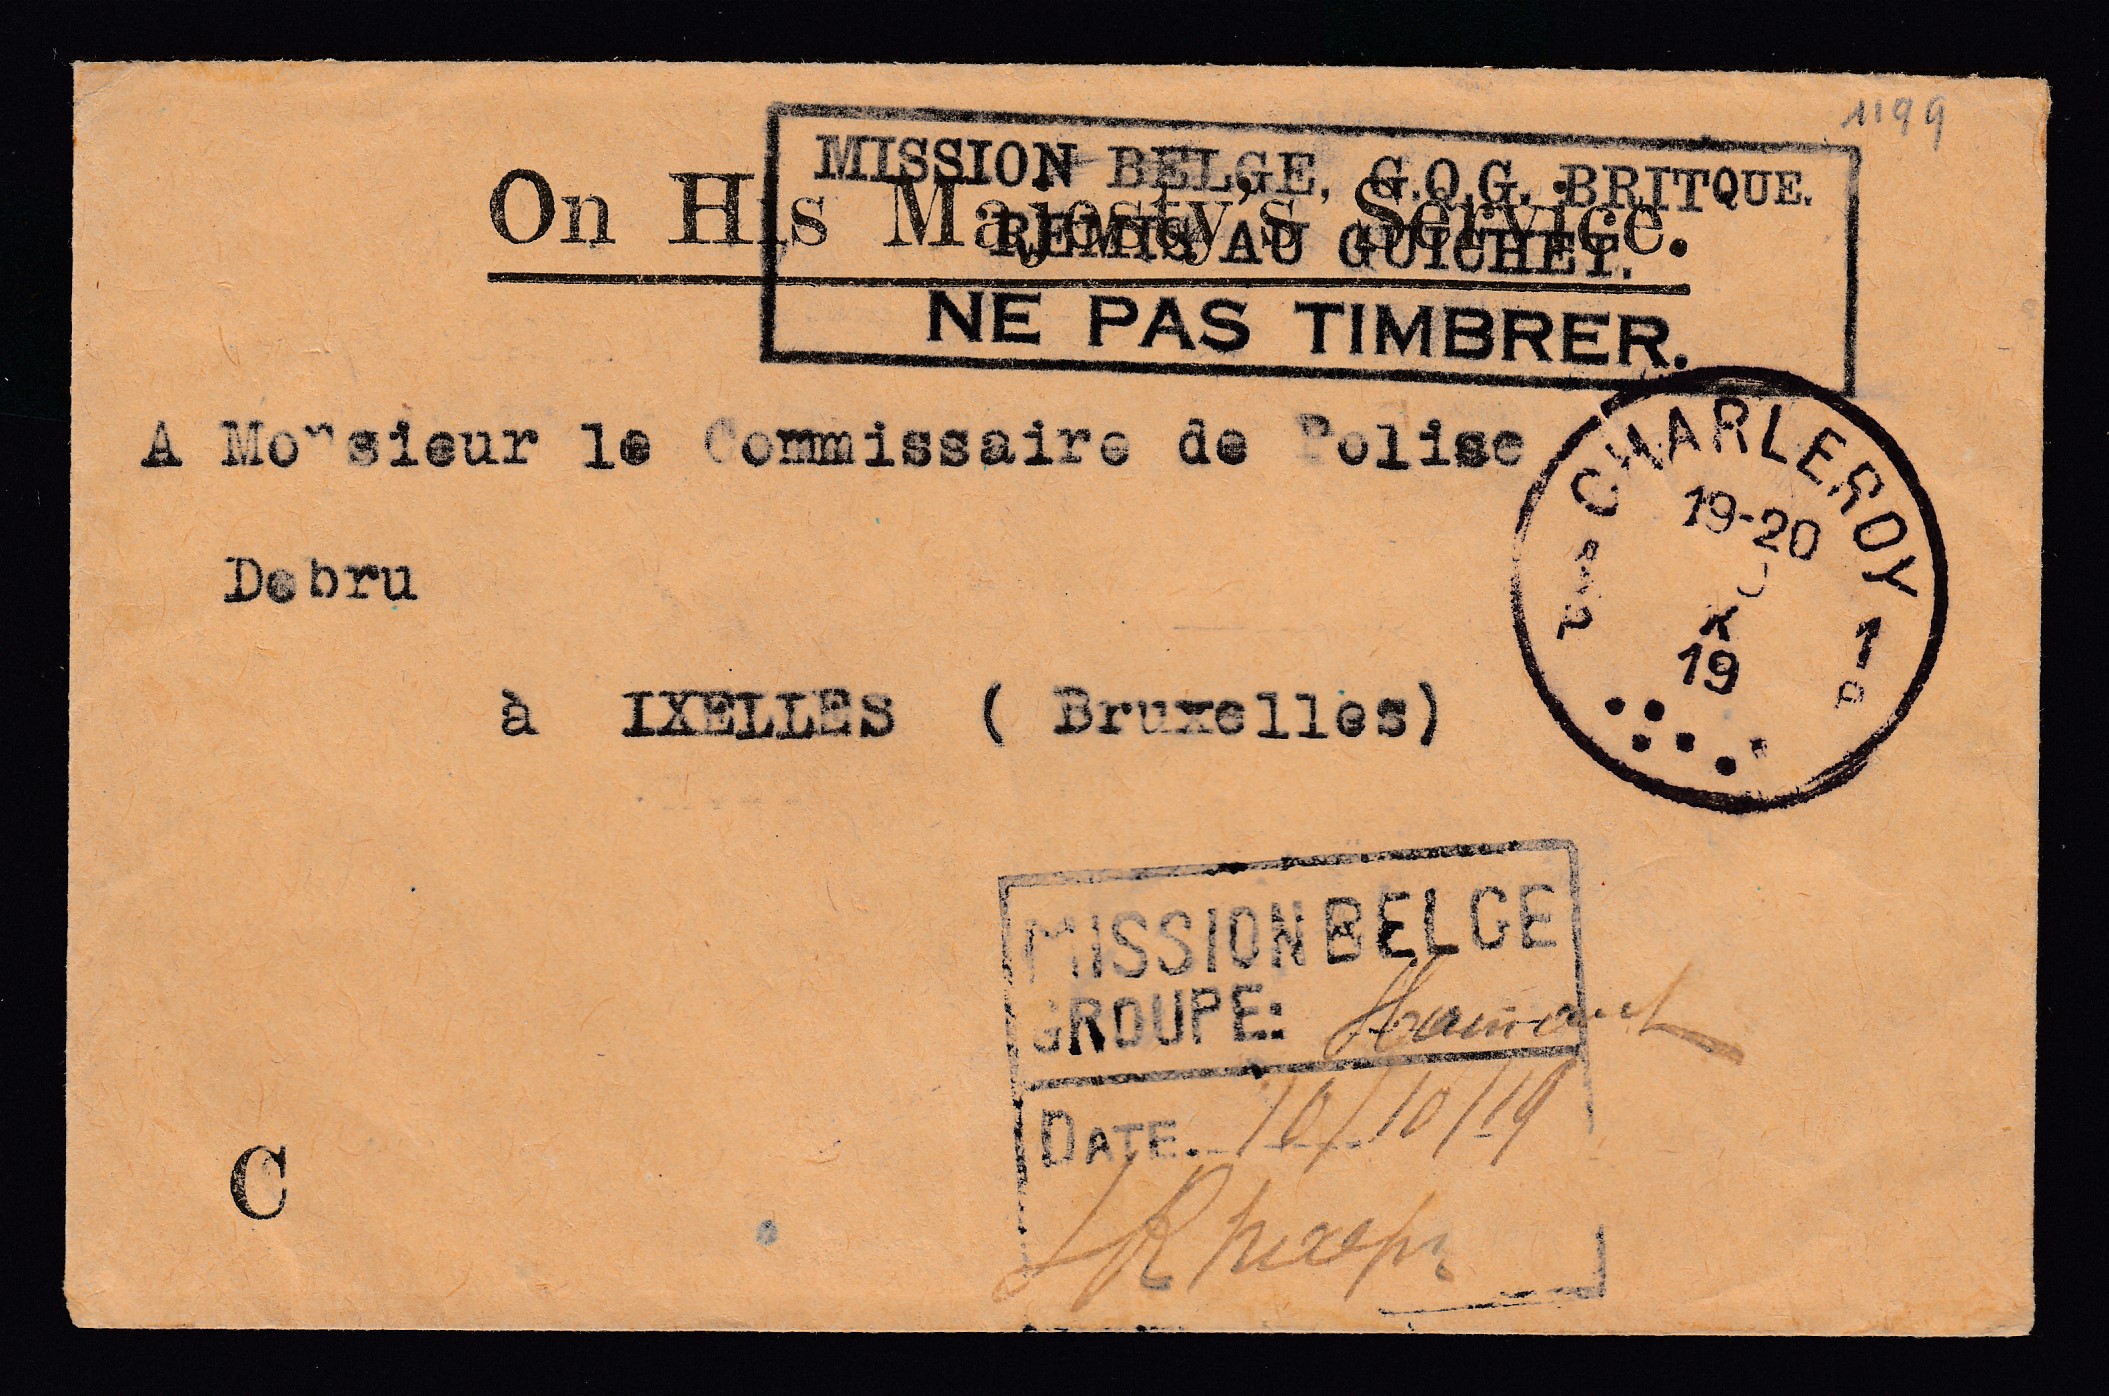 1199
MISSION BELGE, G.Q.G. BRITQUE.
On His Majesty's Service.
REMIS AU GUICHET.
NE PAS TIMBRER.
A Monsieur le Commissaire de Polise
Debru
à IXELLES ( Bruxelles)
CHARLEROY 1
19-20
X
19
MISSION BELGE
GROUPE: Hainaut
DATE. 10/10/19
C